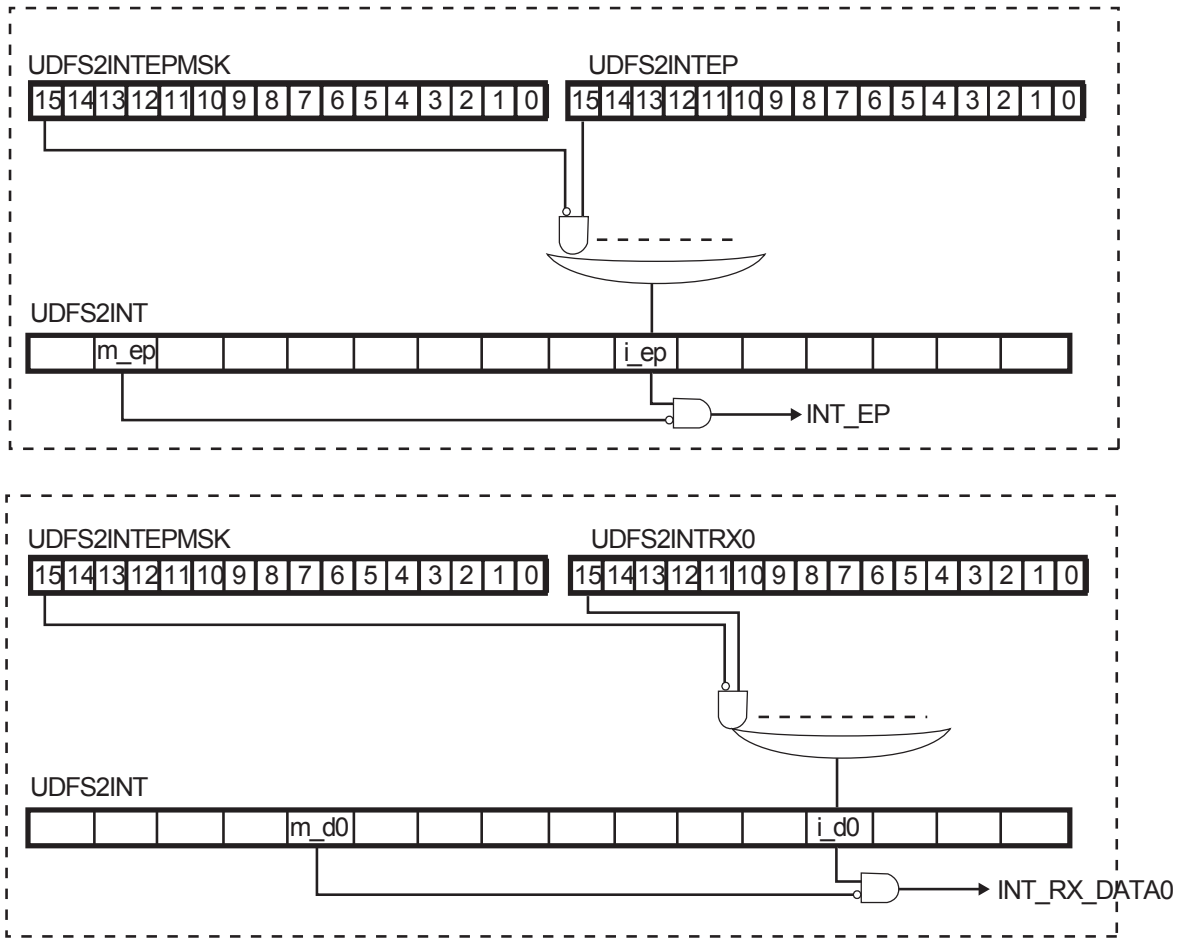 UDFS2INTEPMSK UDFS2INTEP
15 14 13 12 11 10 9 8 7 6 5 4 3 2 1 0 15 14 13 12 11 10 9 8 7 6 5 4 3 2 1 0
UDFS2INT
m_ep i_ep
INT_EP
UDFS2INTEPMSK UDFS2INTRX0
15 14 13 12 11 10 9 8 7 6 5 4 3 2 1 0 15 14 13 12 11 10 9 8 7 6 5 4 3 2 1 0
UDFS2INT
m_d0 i_d0
INT_RX_DATA0